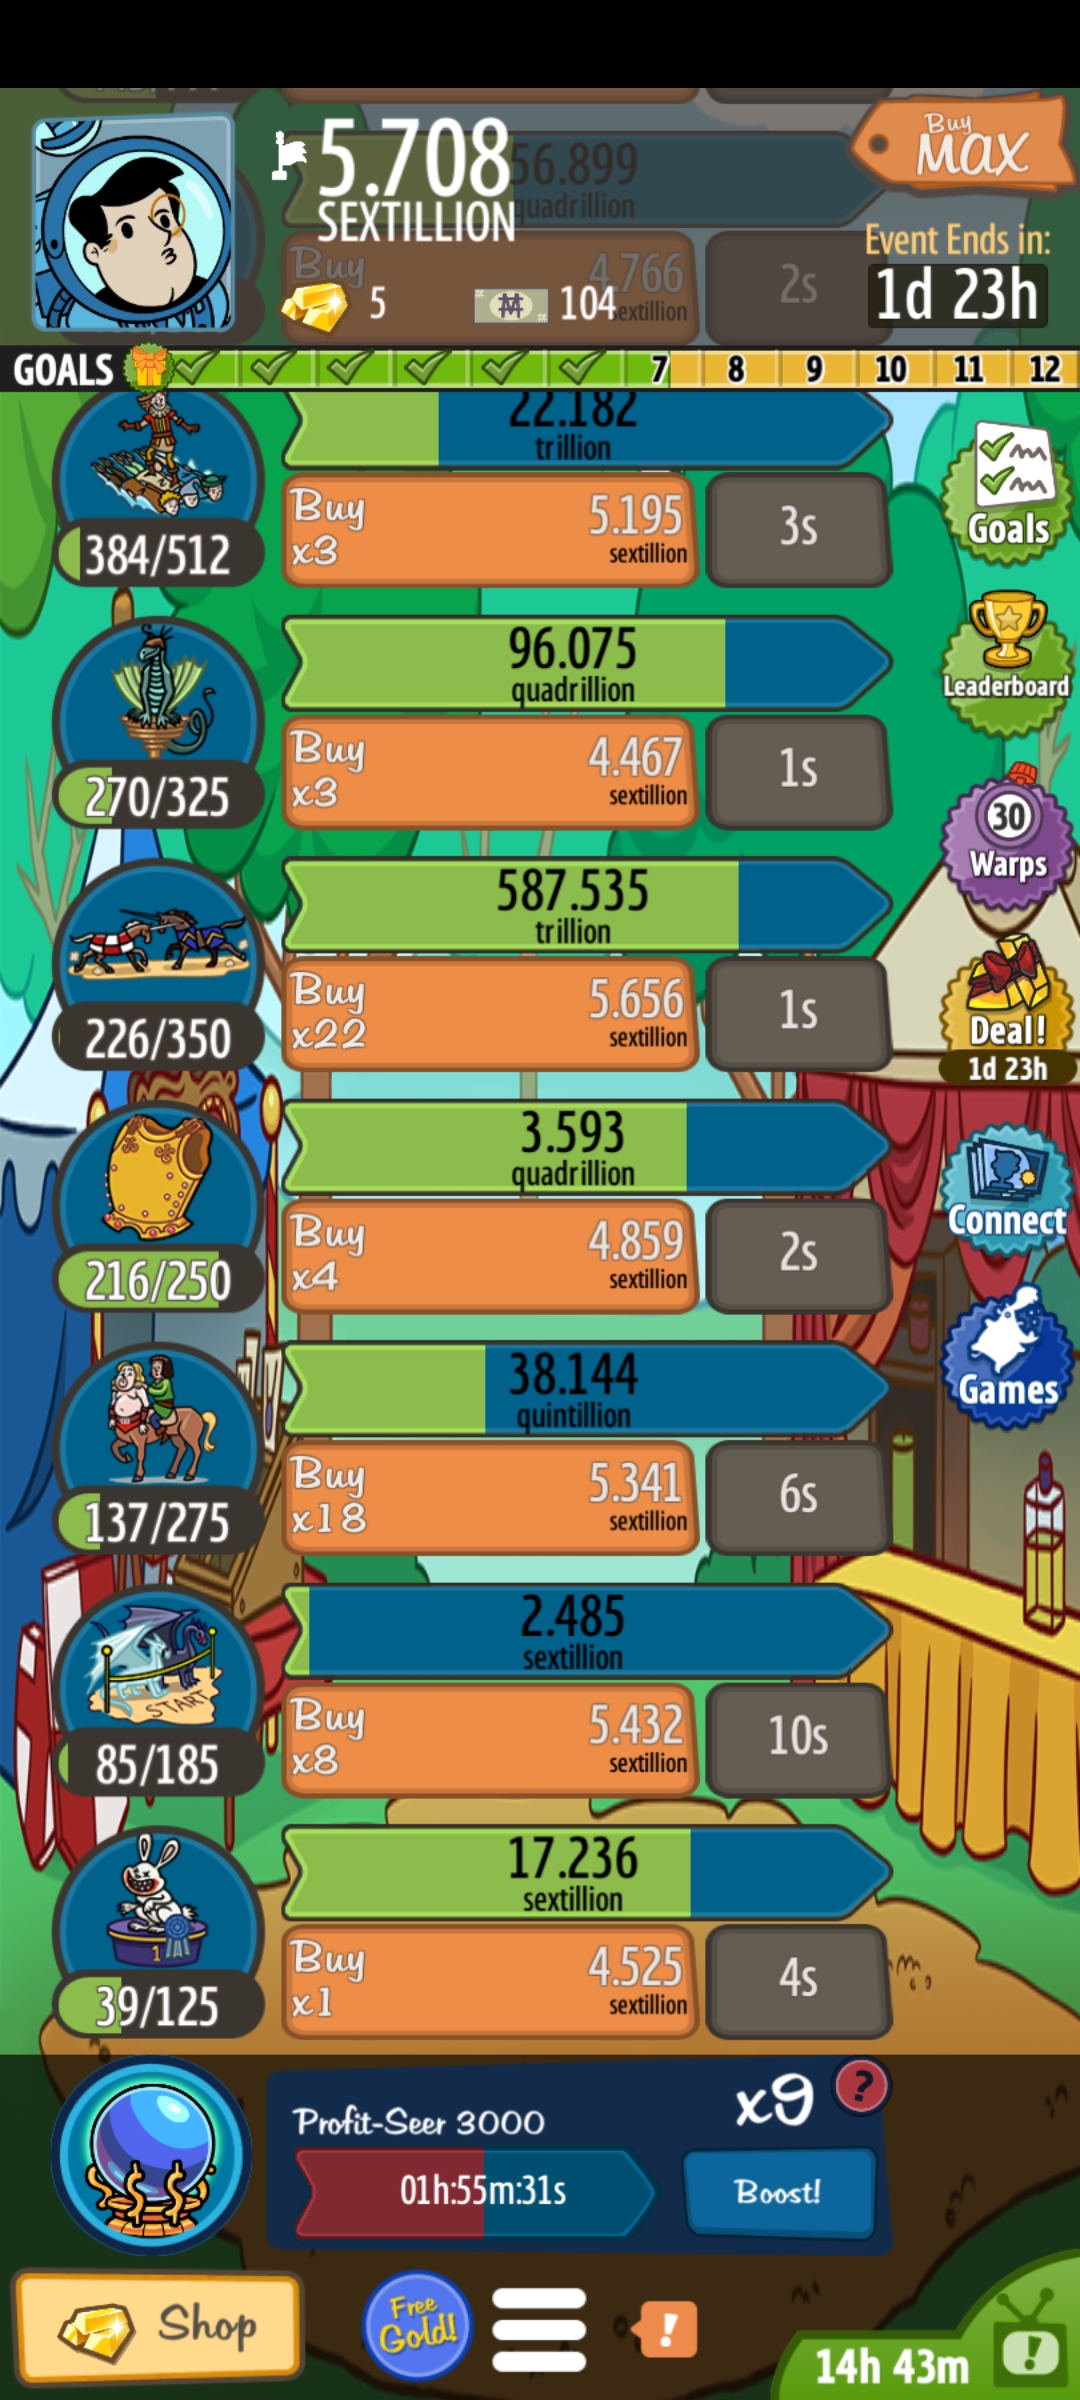 5.708
SEXTILLION
56.899
quadrillion
Buy
MAX
Buy
4.766
sextillion
2s
Event Ends in:
1d 23h
5
104
GOALS
7
8
9
10
11
12
22.182
trillion
Buy
x3
5.195
sextillion
3s
384/512
Goals
96.075
quadrillion
Buy
x3
4.467
sextillion
1s
270/325
Leaderboard
30
Warps
587.535
trillion
Buy
x22
5.656
sextillion
1s
226/350
Deal!
1d 23h
3.593
quadrillion
Buy
x4
4.859
sextillion
2s
216/250
Connect
38.144
quintillion
Buy
x18
5.341
sextillion
6s
137/275
Games
2.485
sextillion
START
Buy
x8
5.432
sextillion
10s
85/185
17.236
sextillion
1
Buy
x1
4.525
sextillion
4s
39/125
Profit-Seer 3000
x9
?
01h:55m:31s
Boost!
Shop
Free
Gold!
!
14h 43m
!